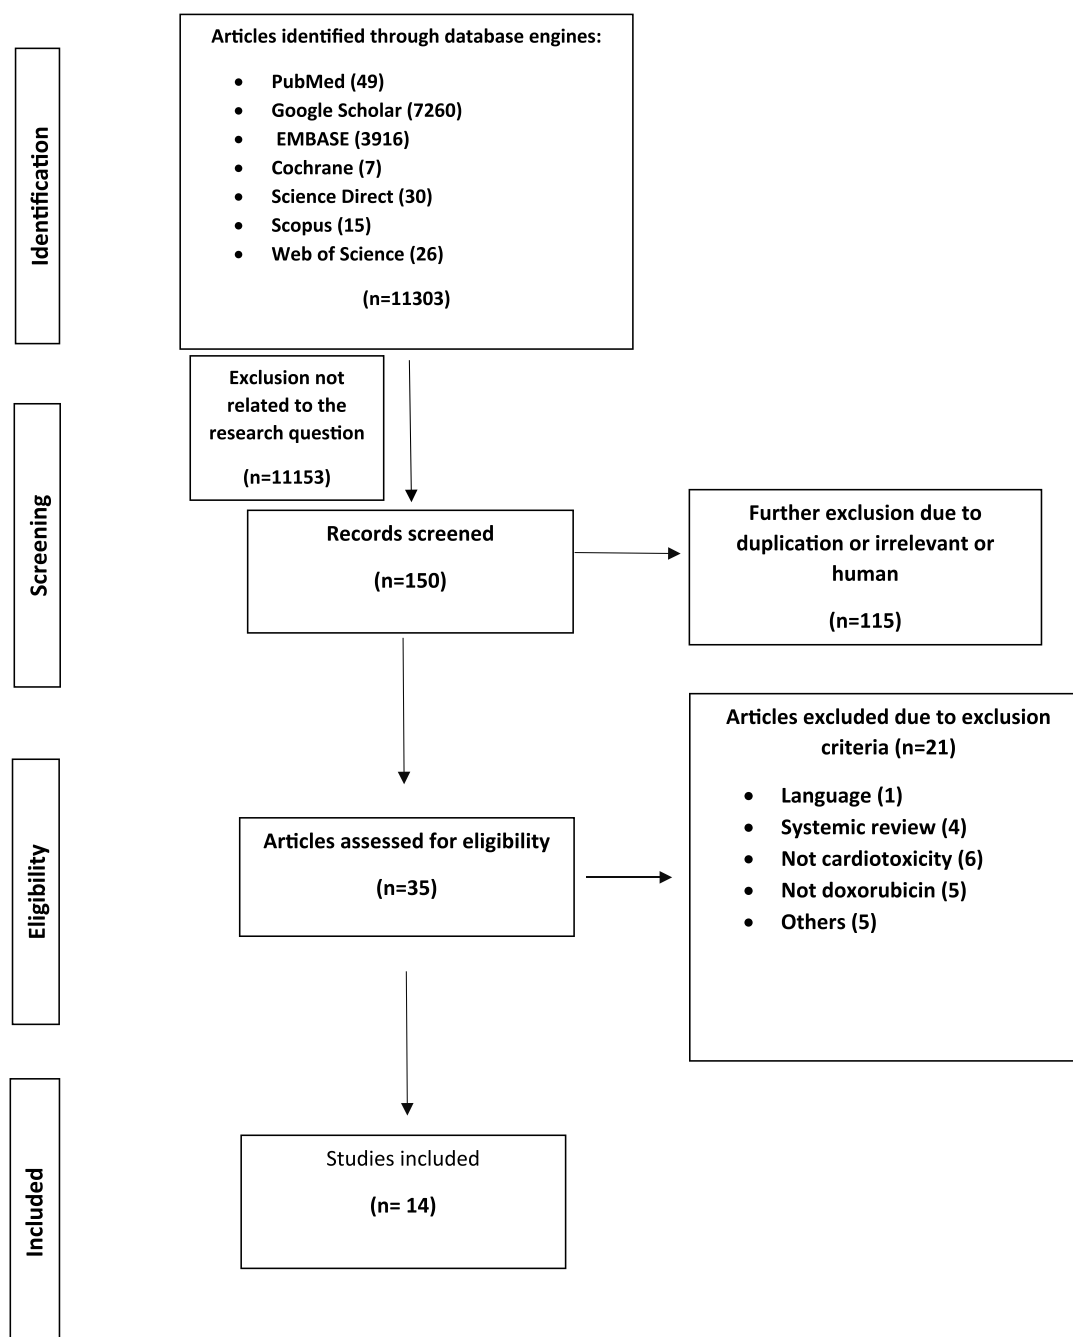 Identification
Articles identified through database engines:
• PubMed (49)
• Google Scholar (7260)
• EMBASE (3916)
• Cochrane (7)
• Science Direct (30)
• Scopus (15)
• Web of Science (26)
(n=11303)
Exclusion not
related to the
research question
(n=11153)
Screening
Records screened
(n=150)
Further exclusion due to
duplication or irrelevant or
human
(n=115)
Eligibility
Articles assessed for eligibility
(n=35)
Articles excluded due to exclusion
criteria (n=21)
• Language (1)
• Systemic review (4)
• Not cardiotoxicity (6)
• Not doxorubicin (5)
• Others (5)
Included
Studies included
(n= 14)